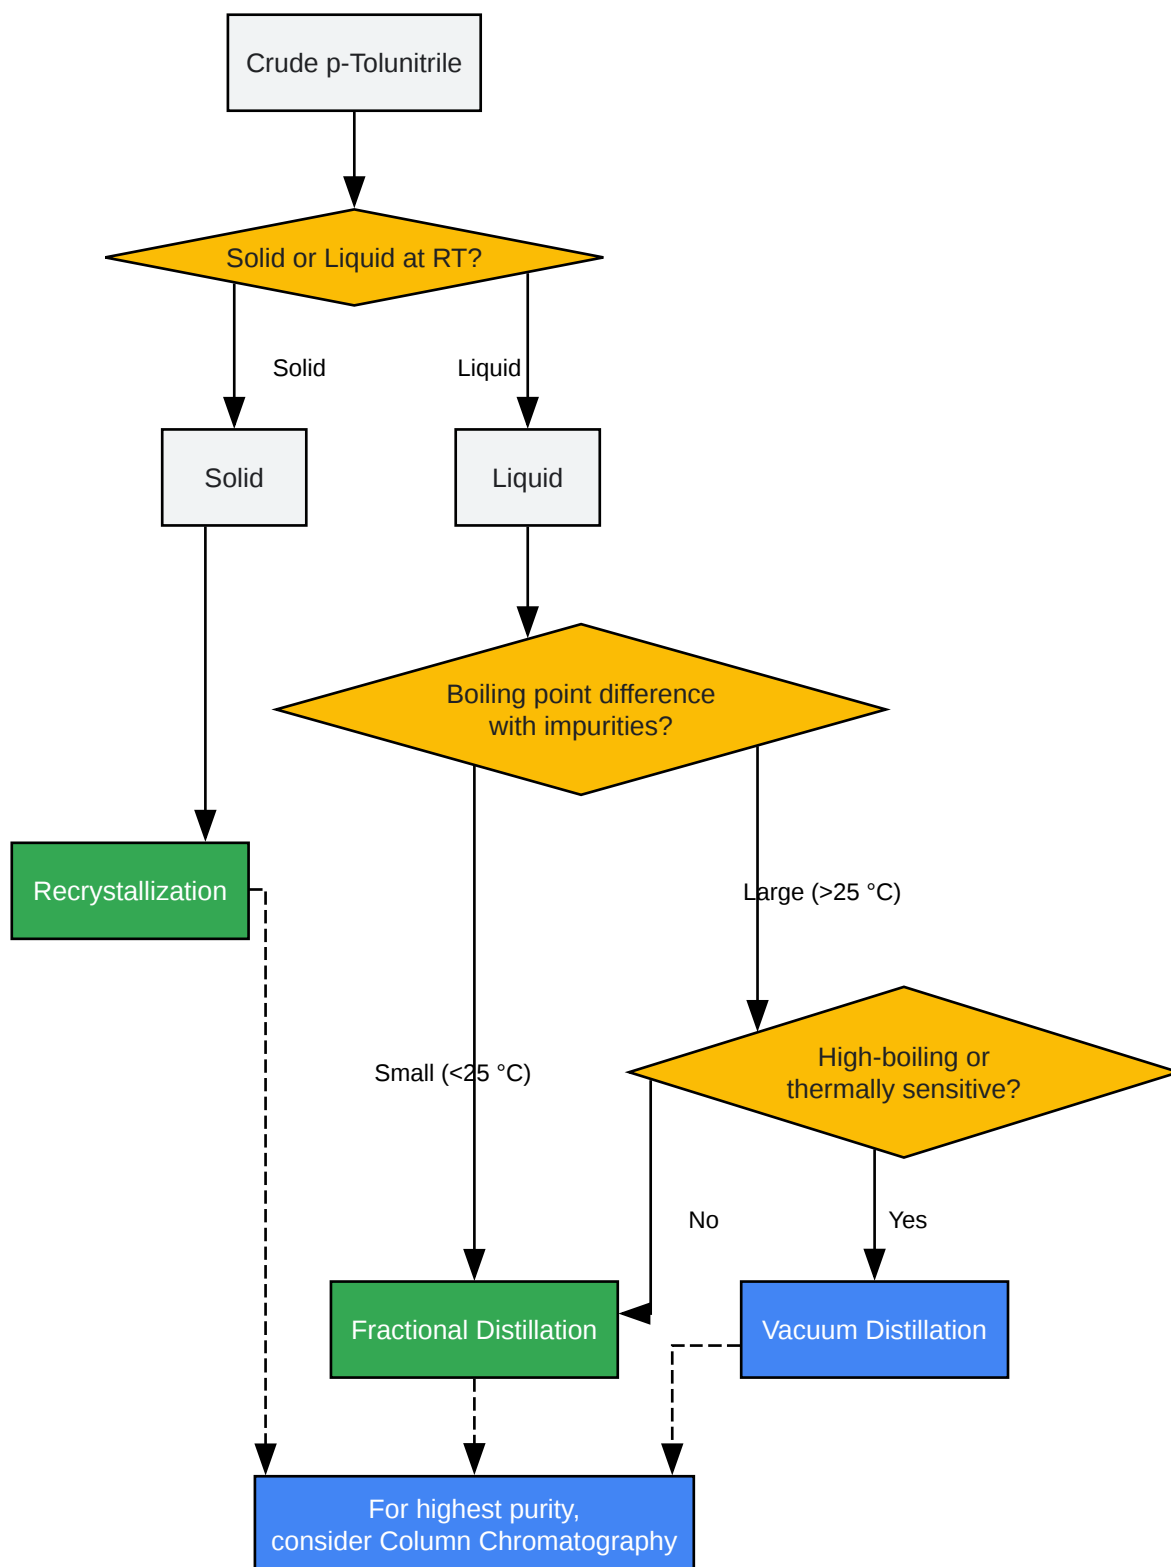 Crude p-Tolunitrile
Solid or Liquid at RT?
Solid
Liquid
Solid
Liquid
Boiling point difference
with impurities?
Recrystallization
Large (>25 °C)
Small (<25 °C)
High-boiling or
thermally sensitive?
No
Yes
Fractional Distillation
Vacuum Distillation
For highest purity,
consider Column Chromatography